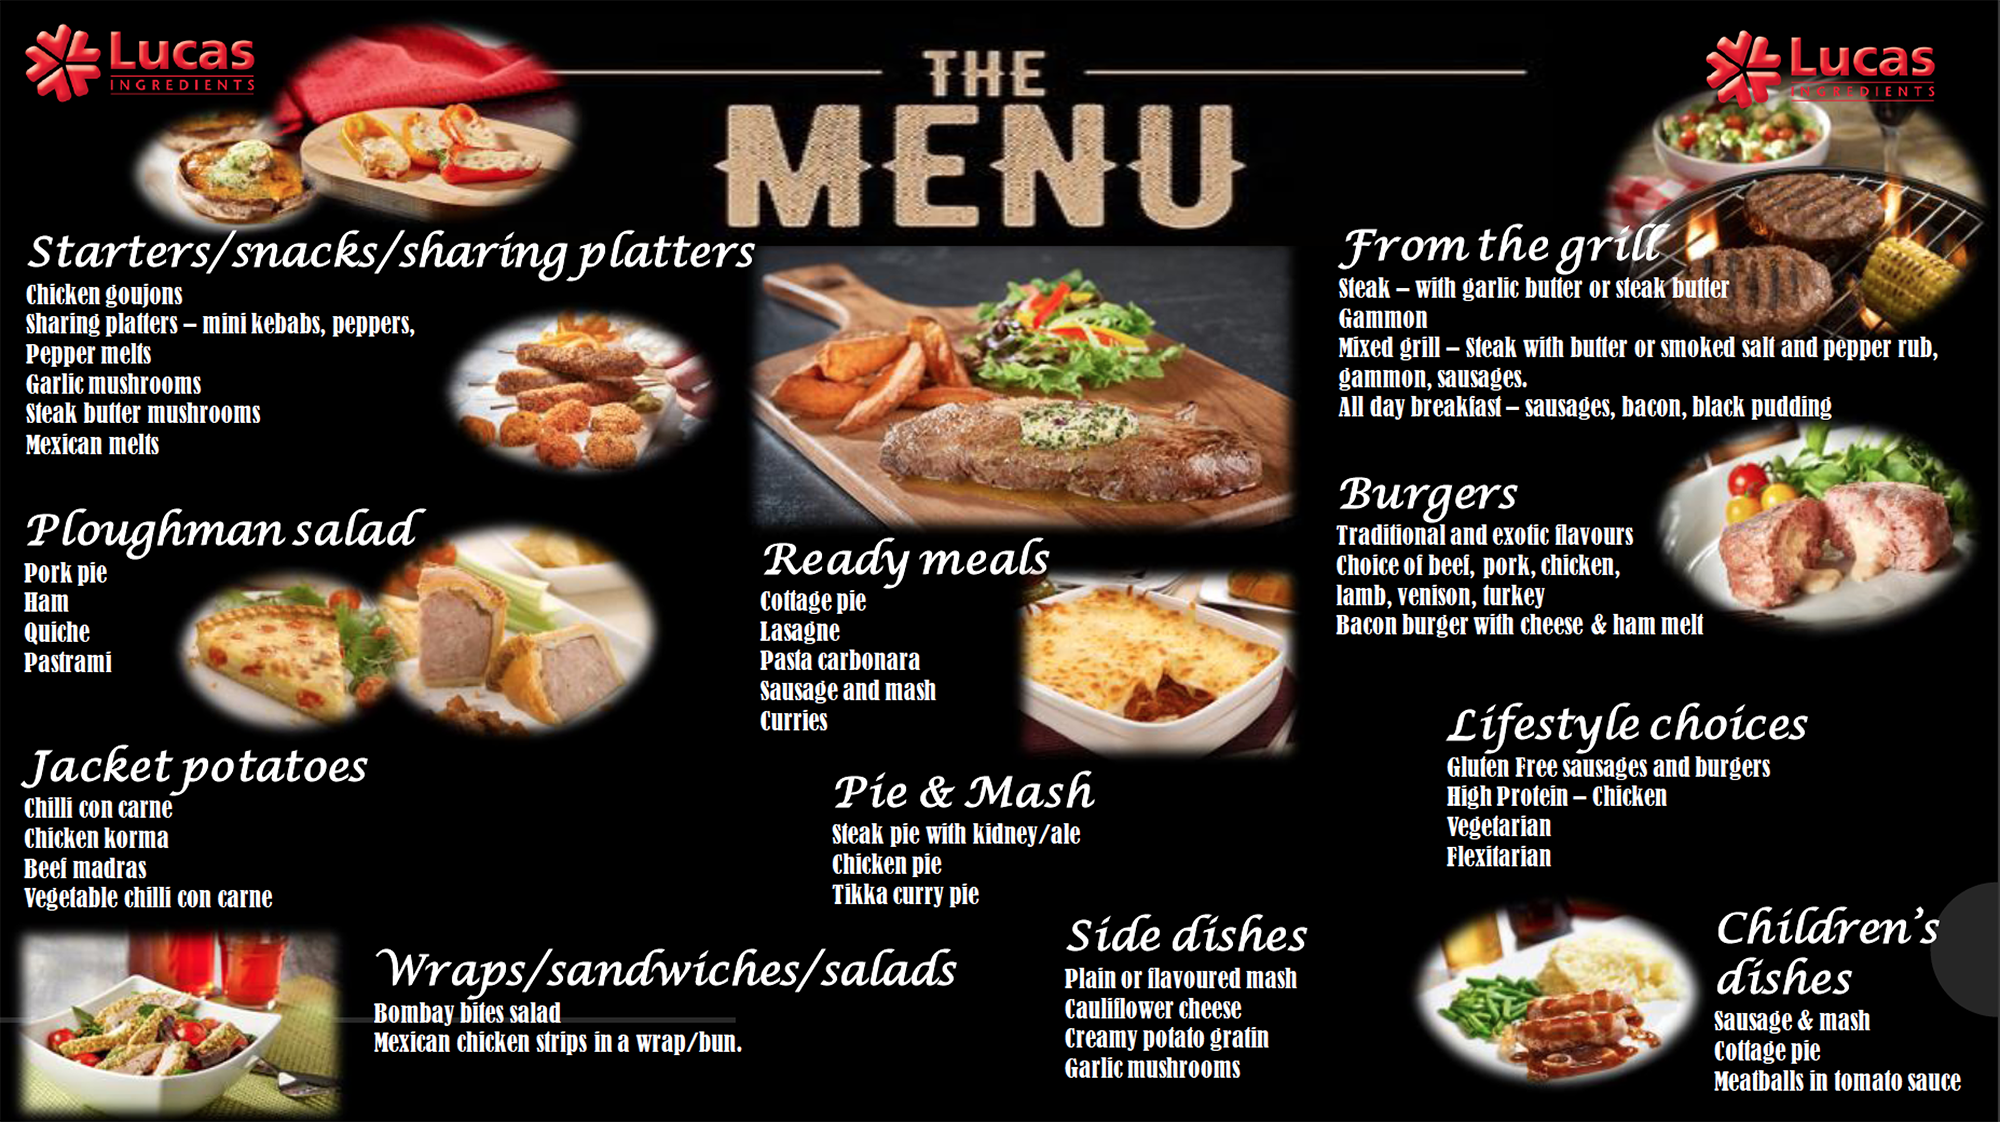 Lucas
INGREDIENTS
THE
MENU
Lucas
INGREDIENTS
Starters/snacks/sharing platters
Chicken goujons
Sharing platters – mini kebabs, peppers,
Pepper melts
Garlic mushrooms
Steak butter mushrooms
Mexican melts
Ploughman salad
Pork pie
Ham
Quiche
Pastrami
Jacket potatoes
Chilli con carne
Chicken korma
Beef madras
Vegetable chilli con carne
Wraps/sandwiches/salads
Bombay bites salad
Mexican chicken strips in a wrap/bun.
Ready meals
Cottage pie
Lasagne
Pasta carbonara
Sausage and mash
Curries
Pie & Mash
Steak pie with kidney/ale
Chicken pie
Tikka curry pie
Side dishes
Plain or flavoured mash
Cauliflower cheese
Creamy potato gratin
Garlic mushrooms
From the grill
Steak – with garlic butter or steak butter
Gammon
Mixed grill – Steak with butter or smoked salt and pepper rub,
gammon, sausages.
All day breakfast – sausages, bacon, black pudding
Burgers
Traditional and exotic flavours
Choice of beef, pork, chicken,
lamb, venison, turkey
Bacon burger with cheese & ham melt
Lifestyle choices
Gluten Free sausages and burgers
High Protein – Chicken
Vegetarian
Flexitarian
Children's
dishes
Sausage & mash
Cottage pie
Meatballs in tomato sauce